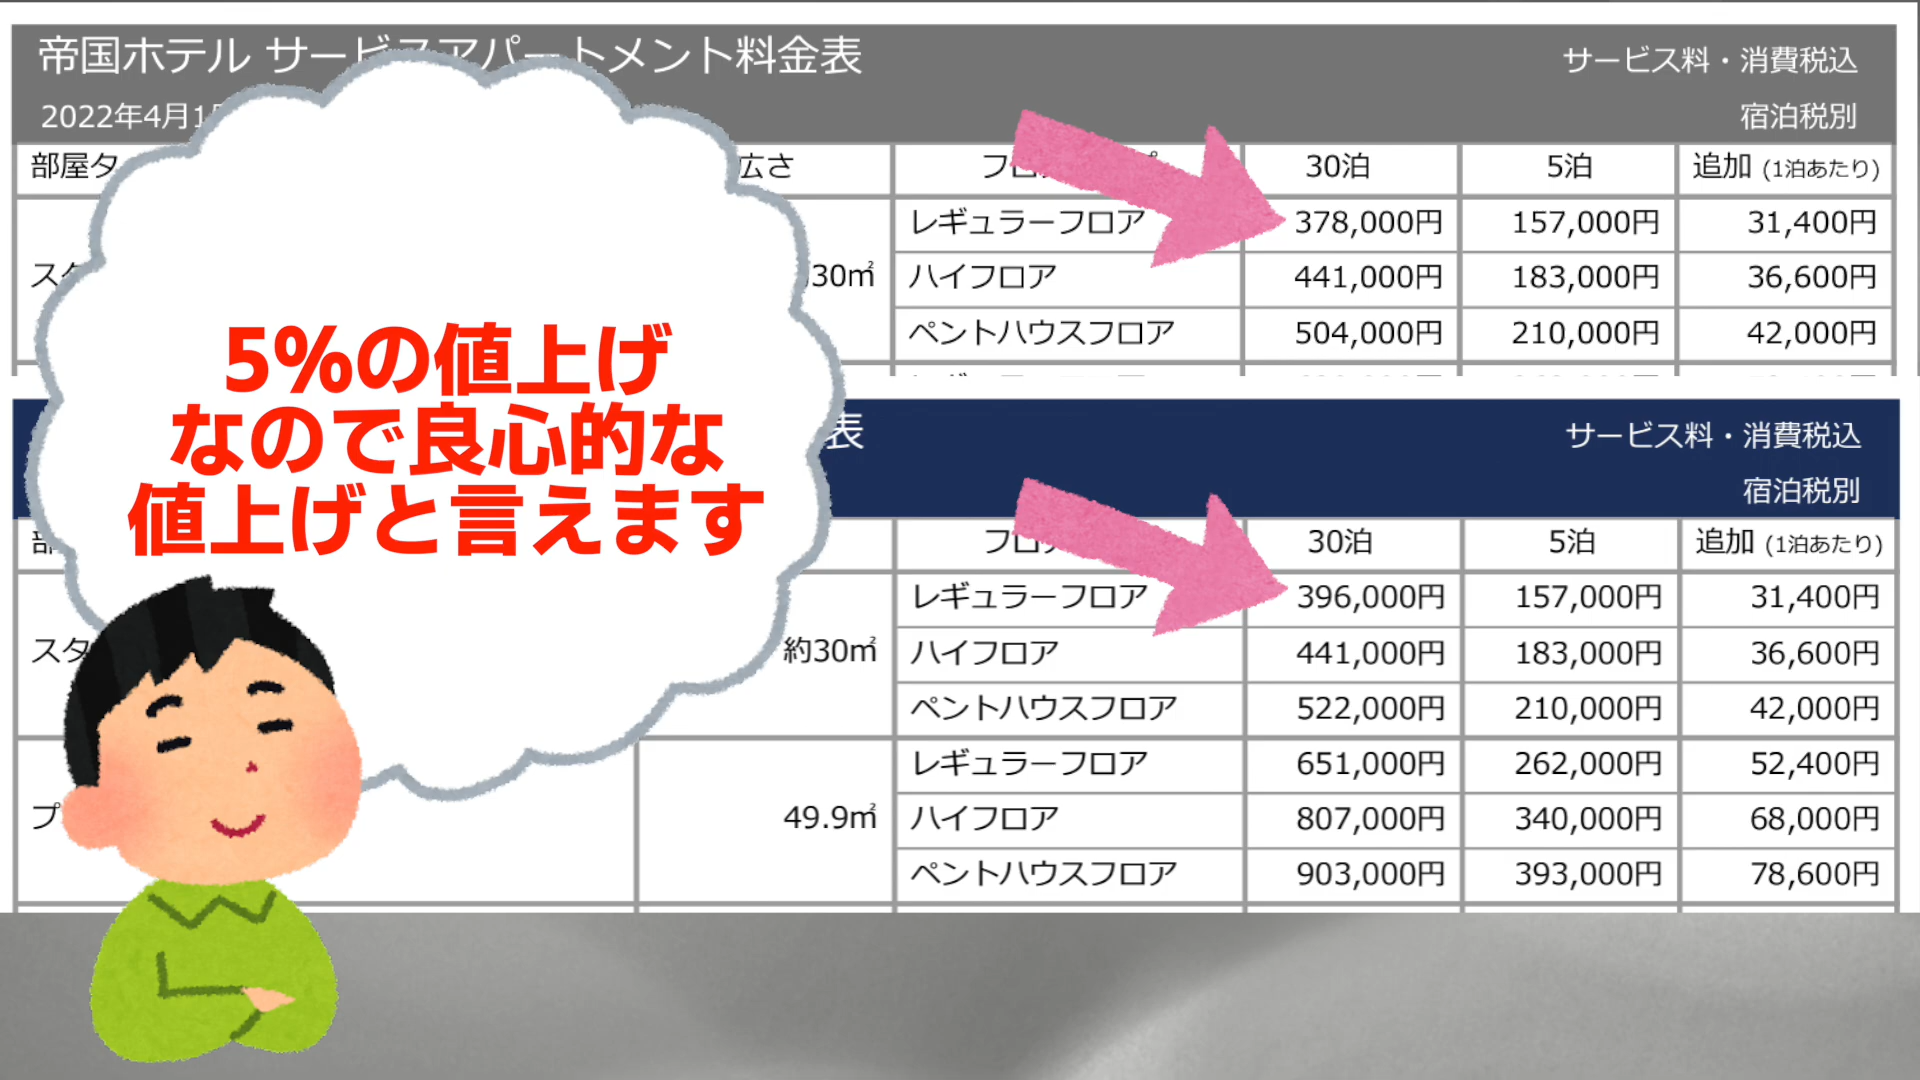 帝国ホテル サービスアパートメント料金表
サービス料・消費税込
2022年4月15
宿泊税別
部屋タ 広さ フロ 30泊 5泊 追加 (1泊あたり)
レギュラーフロア 378,000円 157,000円 31,400円
スタ 30㎡ ハイフロア 441,000円 183,000円 36,600円
ペントハウスフロア 504,000円 210,000円 42,000円
5%の値上げ
なので良心的な
値上げと言えます
表 サービス料・消費税込
宿泊税別
部 フロア 30泊 5泊 追加 (1泊あたり)
レギュラーフロア 396,000円 157,000円 31,400円
スタ 約30㎡ ハイフロア 441,000円 183,000円 36,600円
ペントハウスフロア 522,000円 210,000円 42,000円
レギュラーフロア 651,000円 262,000円 52,400円
プ 49.9㎡ ハイフロア 807,000円 340,000円 68,000円
ペントハウスフロア 903,000円 393,000円 78,600円